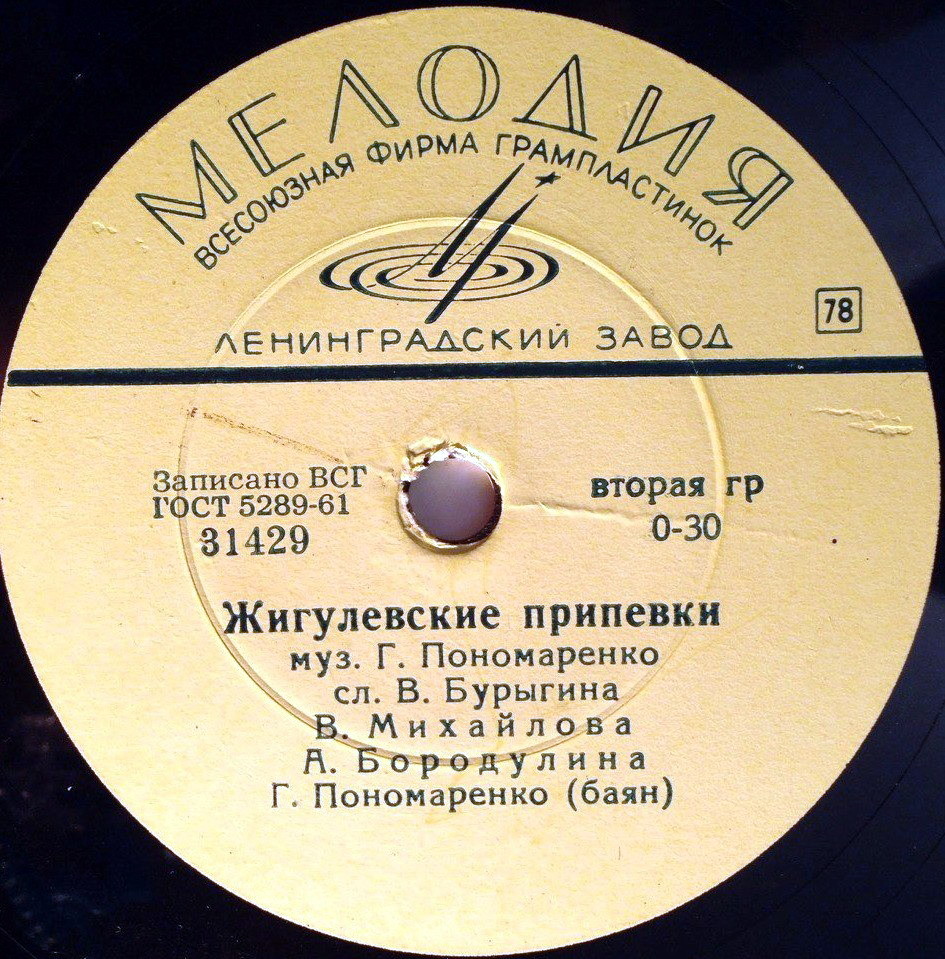 МЕЛОДИЯ
ВСЕСОЮЗНАЯ ФИРМА ГРАМПЛАСТИНОК
78
ЛЕНИНГРАДСКИЙ ЗАВОД
Записано ВСГ
ГОСТ 5289-61
31429
вторая гр
0-30
Жигулевские припевки
муз. Г. Пономаренко
сл. В. Бурыгина
В. Михайлова
А. Бородулина
Г. Пономаренко (баян)